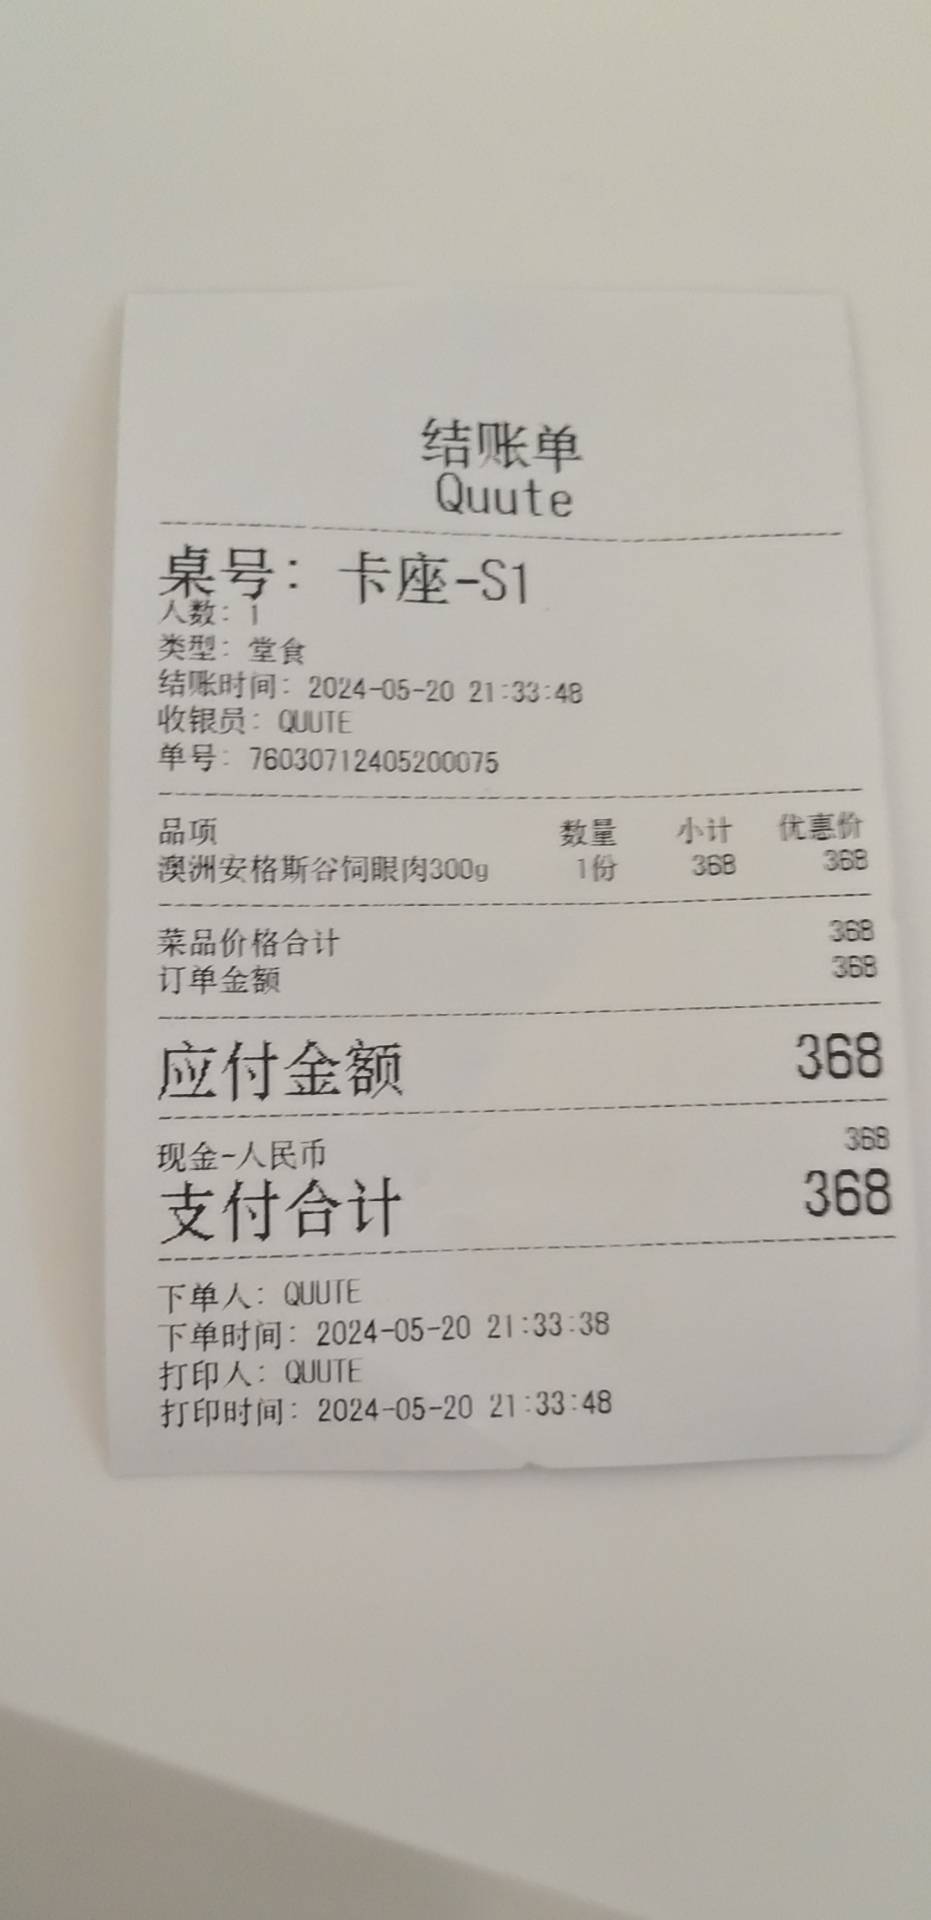 结账单
Quute
桌号：卡座-S1
人数：1
类型：堂食
结账时间：2024-05-20 21:33:48
收银员：QUUTE
单号：76030712405200075
品项 数量 小计 优惠价
澳洲安格斯谷饲眼肉300g 1份 368 368
菜品价格合计 368
订单金额 368
应付金额 368
现金-人民币 368
支付合计 368
下单人：QUUTE
下单时间：2024-05-20 21:33:38
打印人：QUUTE
打印时间：2024-05-20 21:33:48